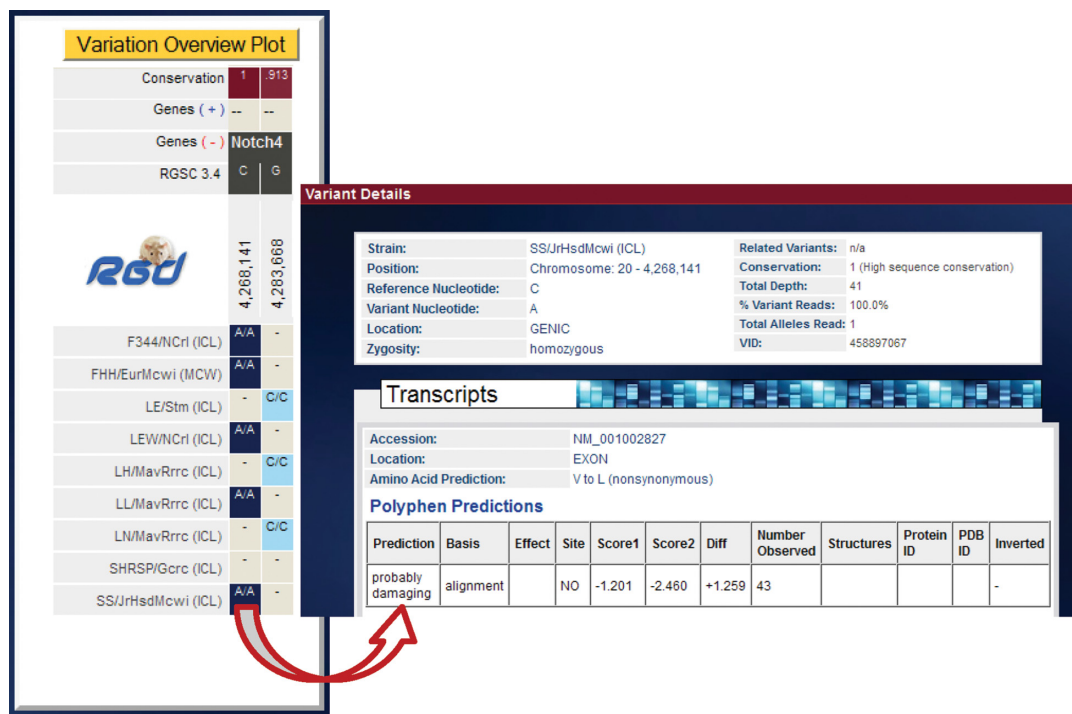 Variation Overview Plot
Conservation 1 .913
Genes ( + ) -- --
Genes ( - ) Notch4
RGSC 3.4 C G
RGD
4,268,141 4,283,668
F344/NCrl (ICL) A/A -
FHH/EurMcwi (MCW) A/A -
LE/Stm (ICL) - C/C
LEW/NCrl (ICL) A/A -
LH/MavRrrc (ICL) - C/C
LL/MavRrrc (ICL) A/A -
LN/MavRrrc (ICL) - C/C
SHRSP/Gcrc (ICL) - -
SS/JrHsdMcwi (ICL) A/A -
Variant Details
Strain: SS/JrHsdMcwi (ICL) Related Variants: n/a
Position: Chromosome: 20 - 4,268,141 Conservation: 1 (High sequence conservation)
Reference Nucleotide: C Total Depth: 41
Variant Nucleotide: A % Variant Reads: 100.0%
Location: GENIC Total Alleles Read: 1
Zygosity: homozygous VID: 458897067
Transcripts
Accession: NM_001002827
Location: EXON
Amino Acid Prediction: V to L (nonsynonymous)
Polyphen Predictions
Prediction Basis Effect Site Score1 Score2 Diff Number Observed Structures Protein ID PDB ID Inverted
probably damaging alignment NO -1.201 -2.460 +1.259 43 -